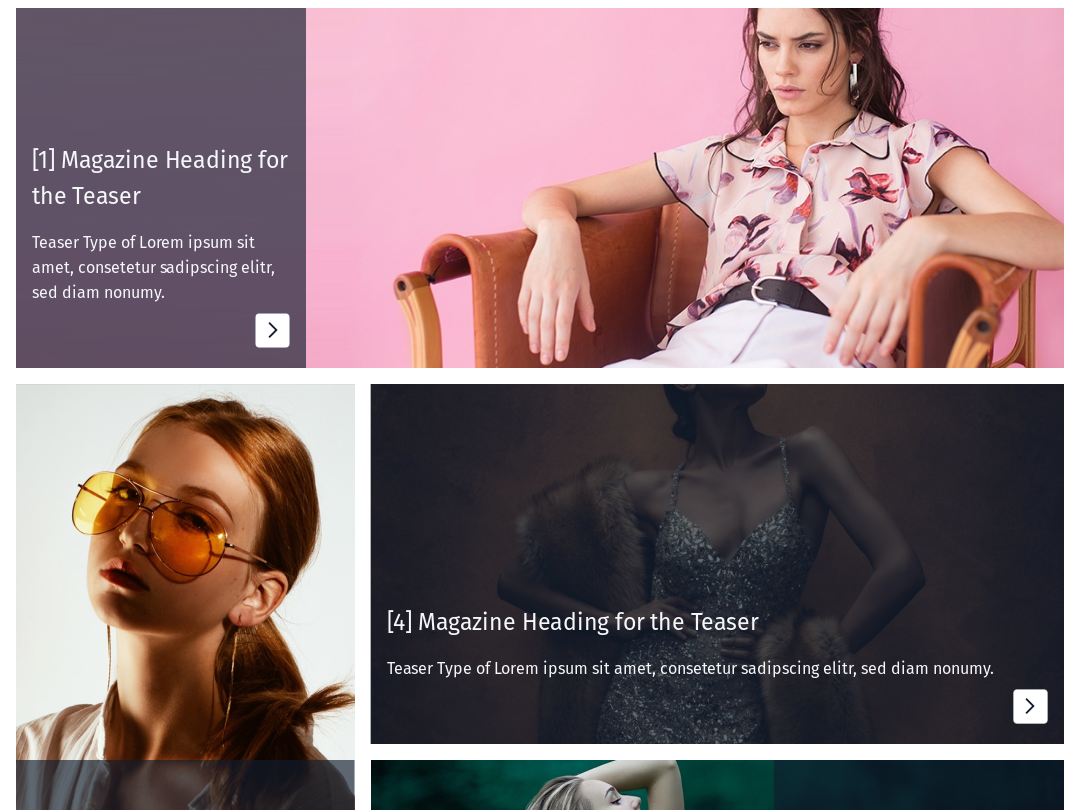 [1] Magazine Heading for
the Teaser
Teaser Type of Lorem ipsum sit
amet, consetetur sadipscing elitr,
sed diam nonumy.
[4] Magazine Heading for the Teaser
Teaser Type of Lorem ipsum sit amet, consetetur sadipscing elitr, sed diam nonumy.